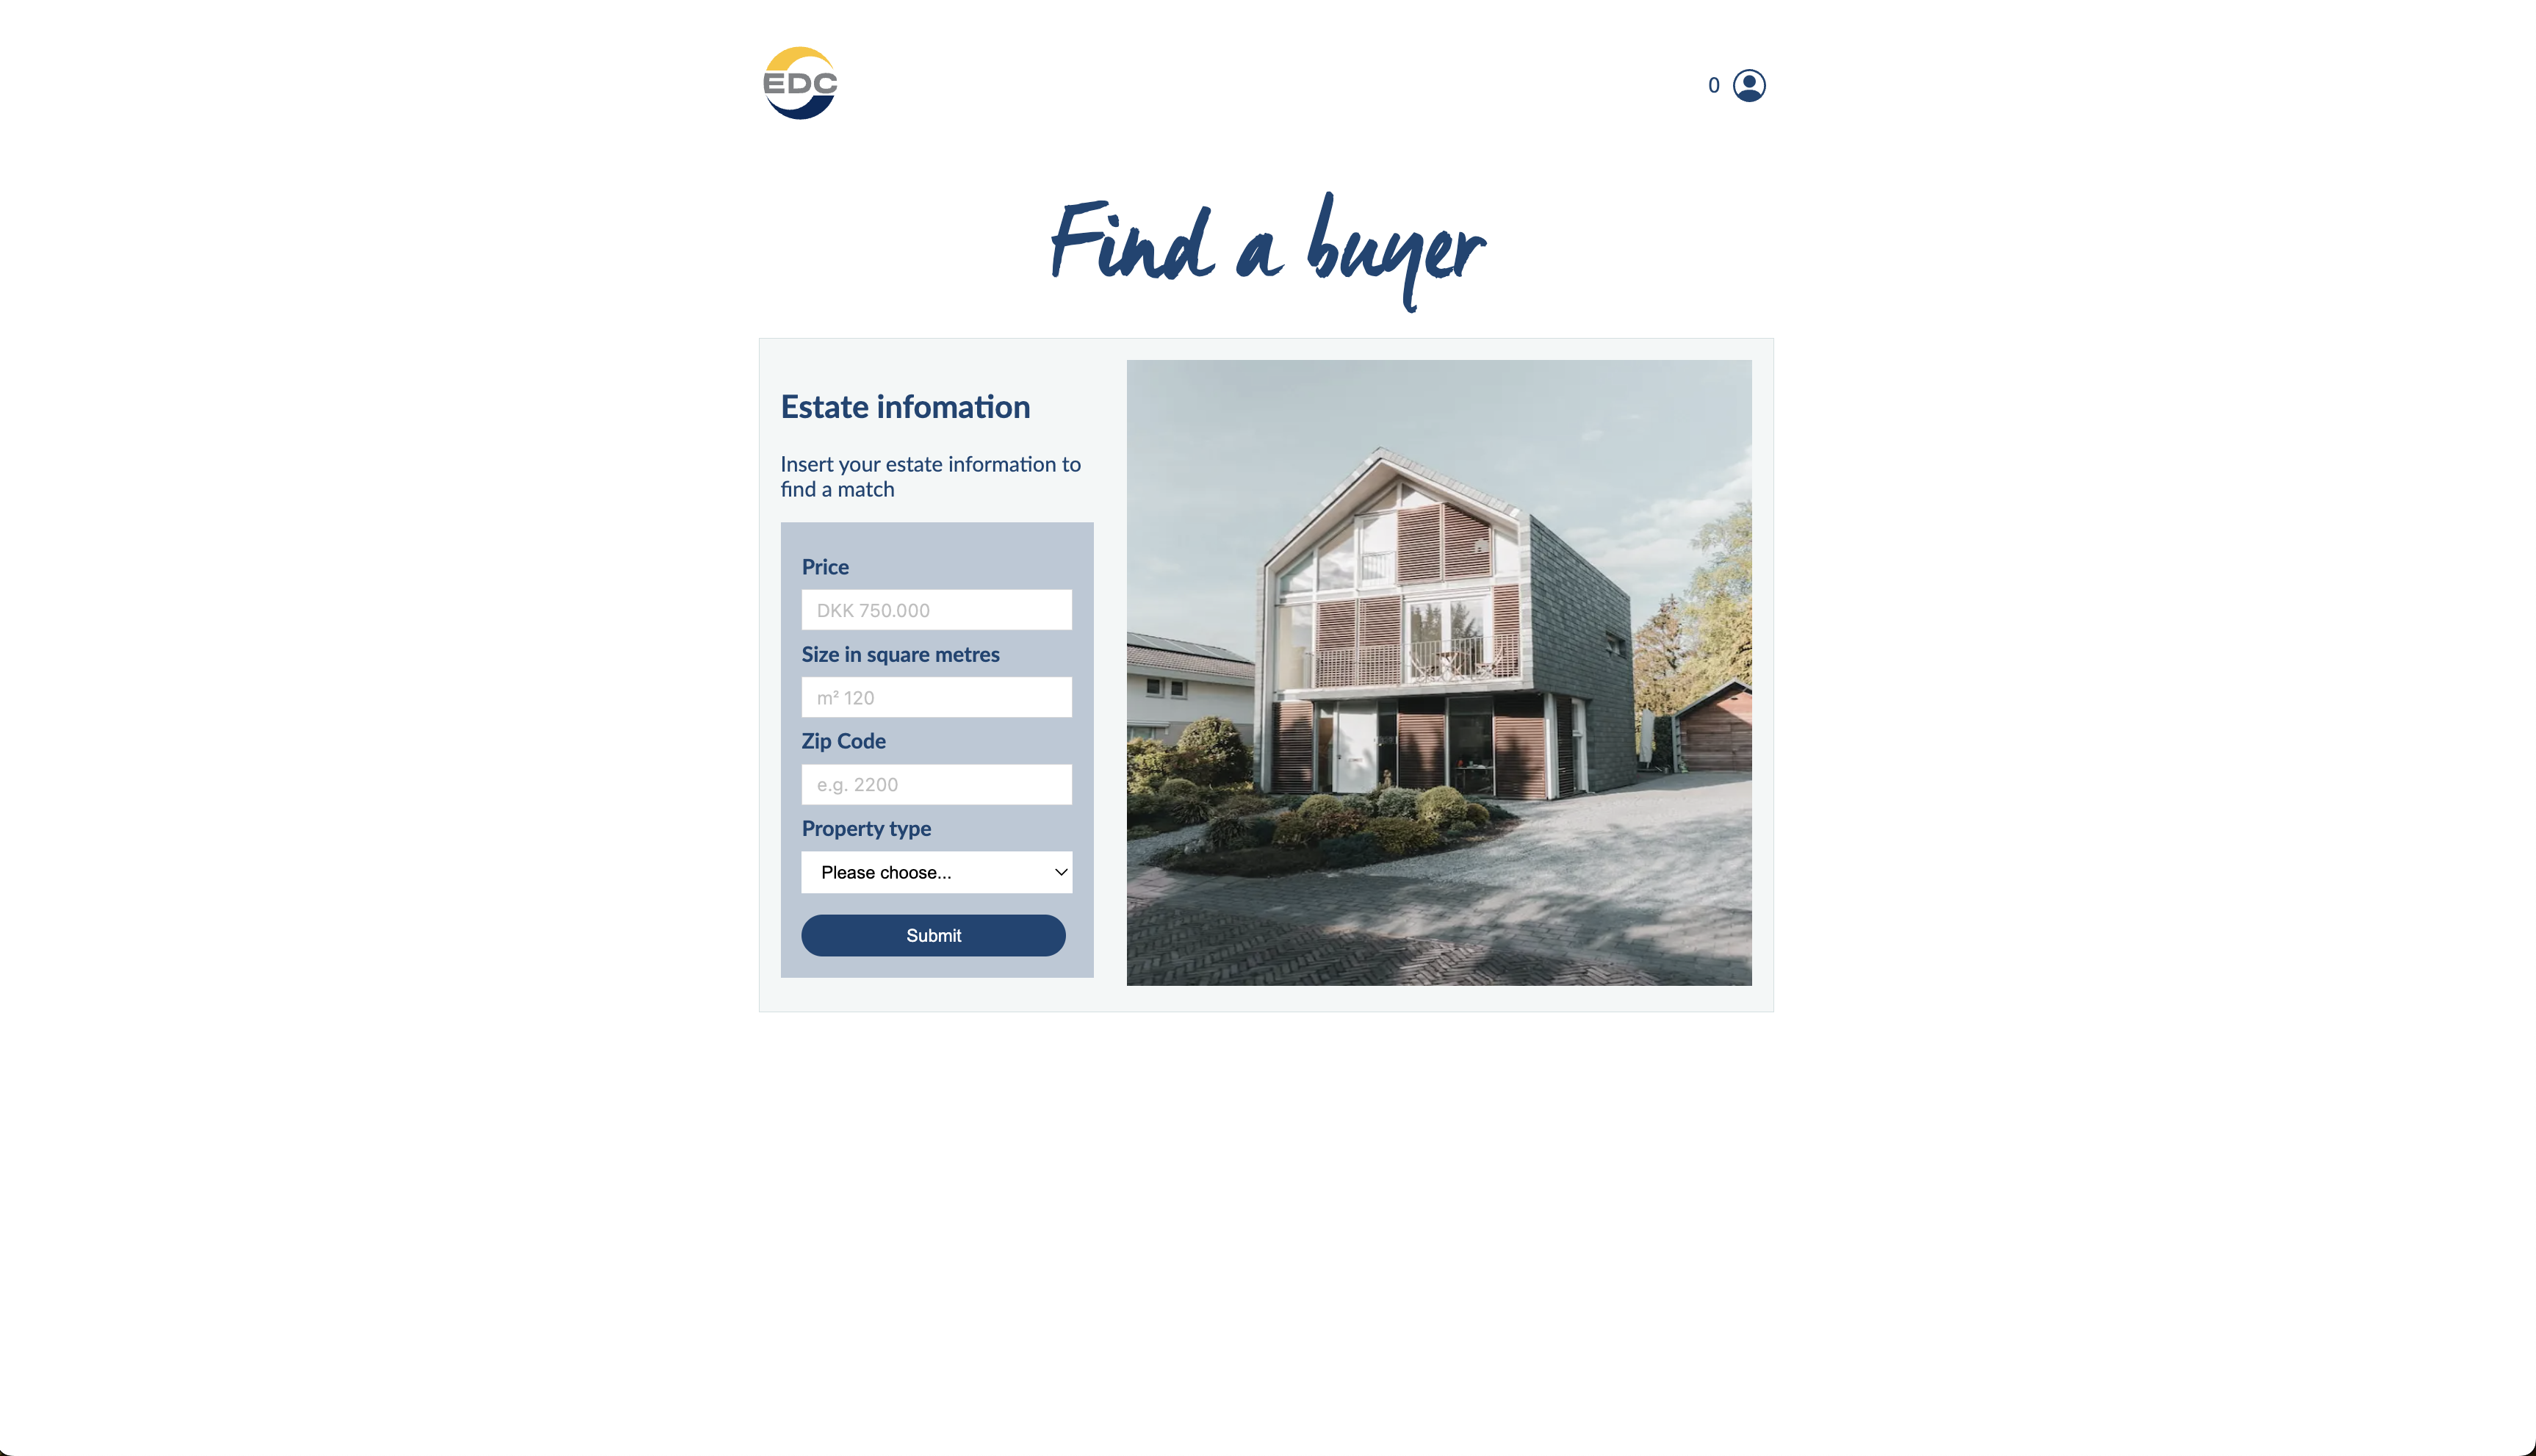 EDC
0
Find a buyer
Estate infomation
Insert your estate information to
find a match
Price
DKK 750.000
Size in square metres
m² 120
Zip Code
e.g. 2200
Property type
Please choose...
Submit